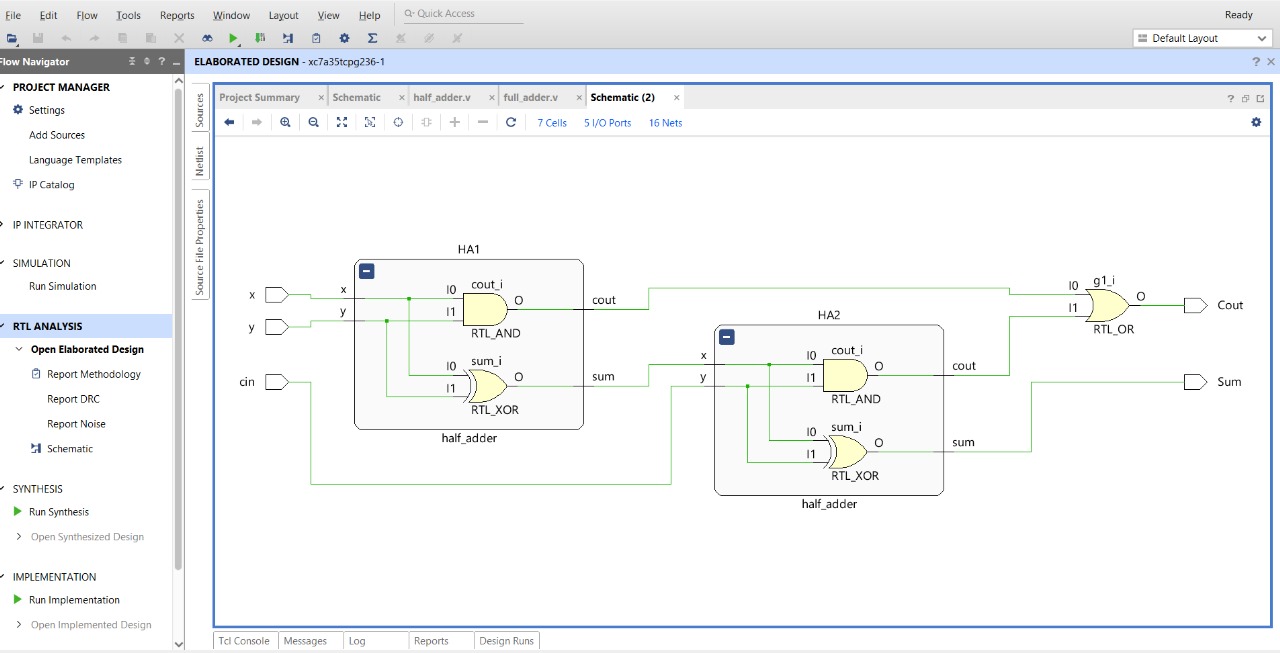 File Edit Flow Tools Reports Window Layout View Help Quick Access Ready
Default Layout
Flow Navigator
PROJECT MANAGER
Settings
Add Sources
Language Templates
IP Catalog
IP INTEGRATOR
SIMULATION
Run Simulation
RTL ANALYSIS
Open Elaborated Design
Report Methodology
Report DRC
Report Noise
Schematic
SYNTHESIS
Run Synthesis
Open Synthesized Design
IMPLEMENTATION
Run Implementation
Open Implemented Design
ELABORATED DESIGN - xc7a35tcpg236-1
Sources
Netlist
Source File Properties
Project Summary Schematic half_adder.v full_adder.v Schematic (2)
7 Cells 5 I/O Ports 16 Nets
x
y
cin
HA1
x
y
I0
I1
cout_i
O
RTL_AND
cout
I0
I1
sum_i
O
RTL_XOR
sum
half_adder
HA2
x
y
I0
I1
cout_i
O
RTL_AND
cout
I0
I1
sum_i
O
RTL_XOR
sum
half_adder
g1_i
I0
I1
O
RTL_OR
Cout
Sum
Tcl Console Messages Log Reports Design Runs